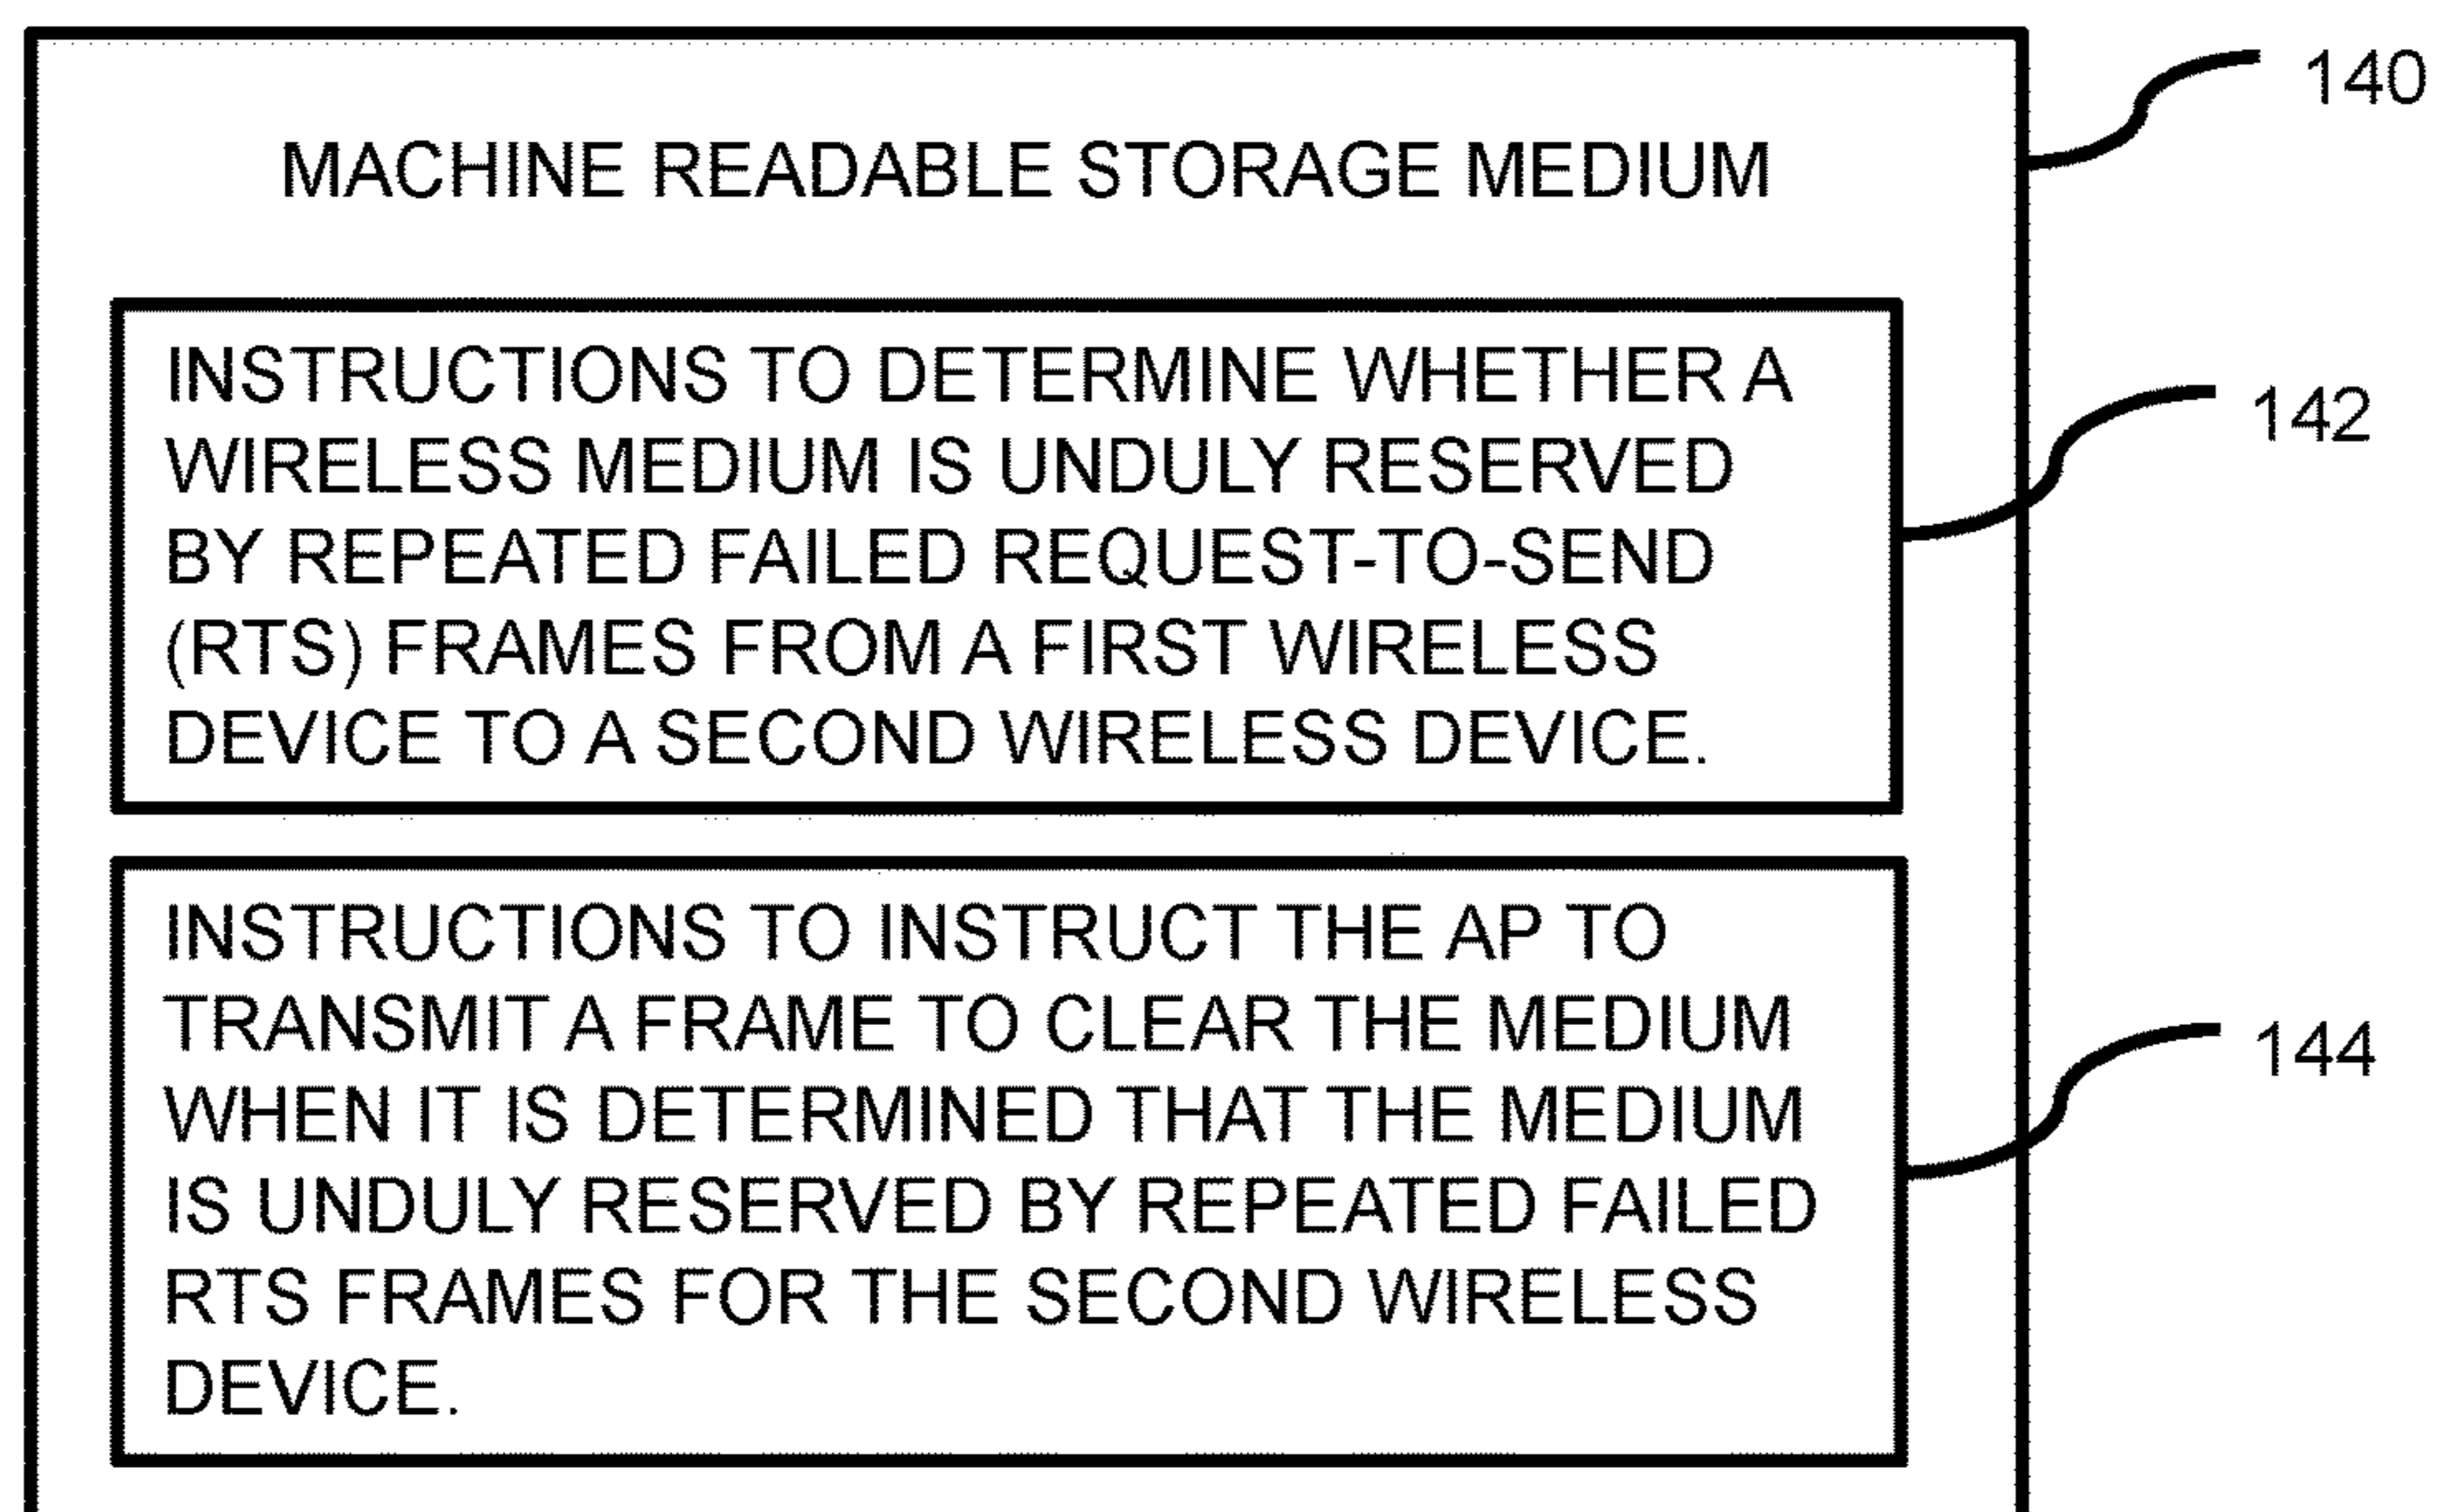 140
MACHINE READABLE STORAGE MEDIUM
INSTRUCTIONS TO DETERMINE WHETHER A
WIRELESS MEDIUM IS UNDULY RESERVED
BY REPEATED FAILED REQUEST-TO-SEND
(RTS) FRAMES FROM A FIRST WIRELESS
DEVICE TO A SECOND WIRELESS DEVICE.
142
INSTRUCTIONS TO INSTRUCT THE AP TO
TRANSMIT A FRAME TO CLEAR THE MEDIUM
WHEN IT IS DETERMINED THAT THE MEDIUM
IS UNDULY RESERVED BY REPEATED FAILED
RTS FRAMES FOR THE SECOND WIRELESS
DEVICE.
144